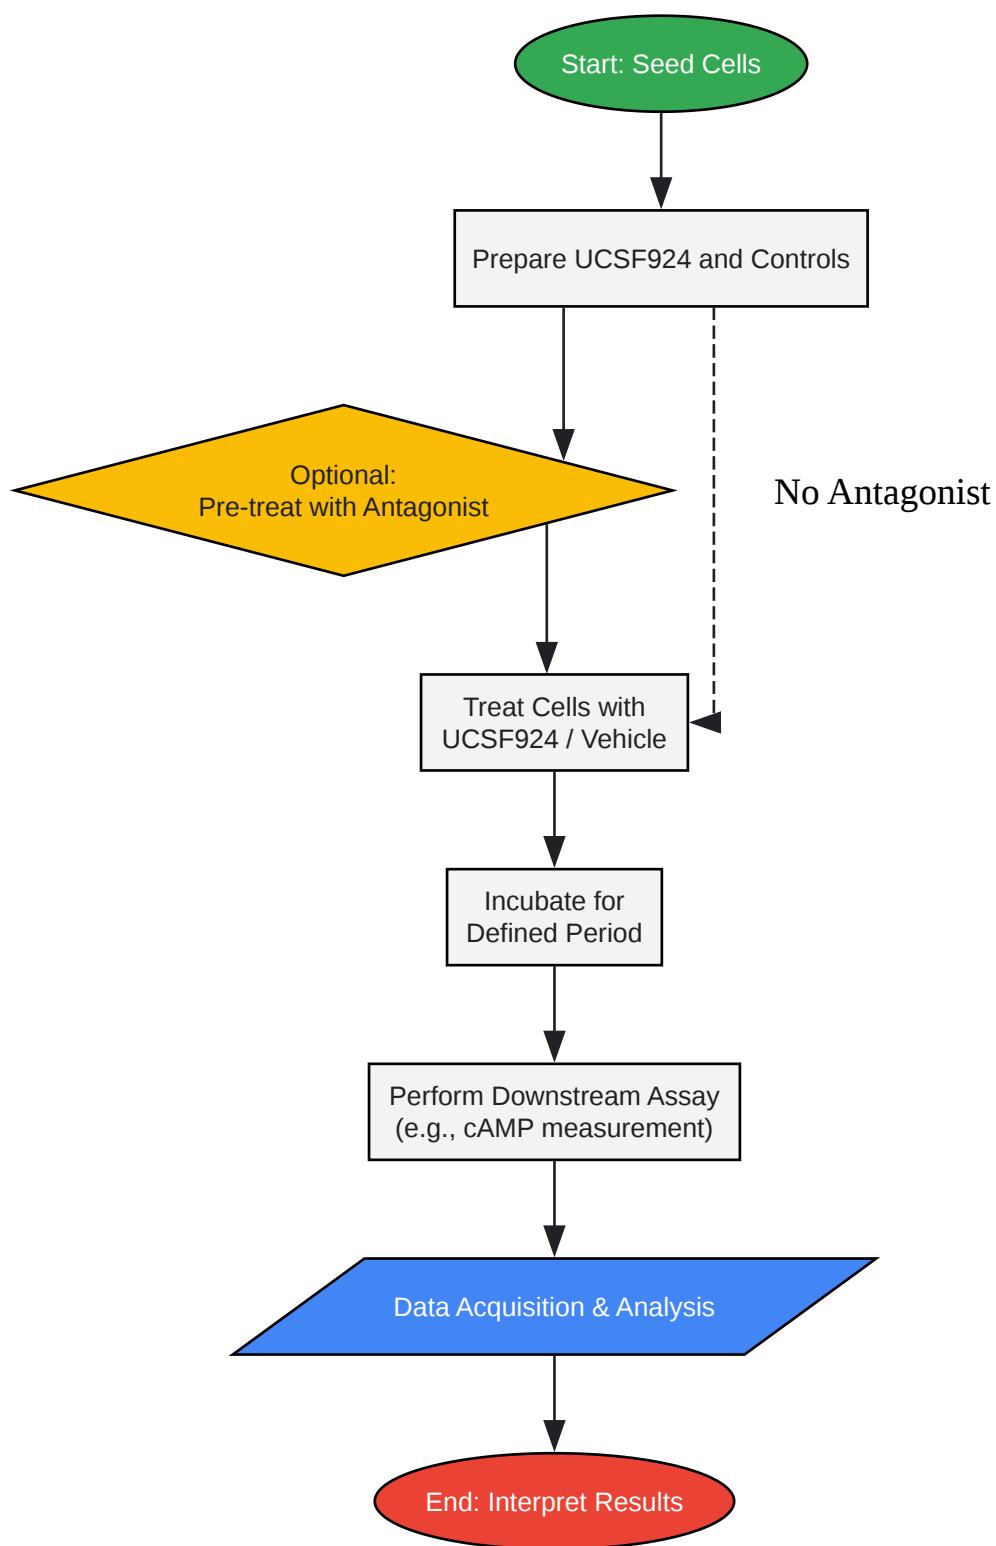 Start: Seed Cells
Prepare UCSF924 and Controls
Optional:
Pre-treat with Antagonist
No Antagonist
Treat Cells with
UCSF924 / Vehicle
Incubate for
Defined Period
Perform Downstream Assay
(e.g., cAMP measurement)
Data Acquisition & Analysis
End: Interpret Results